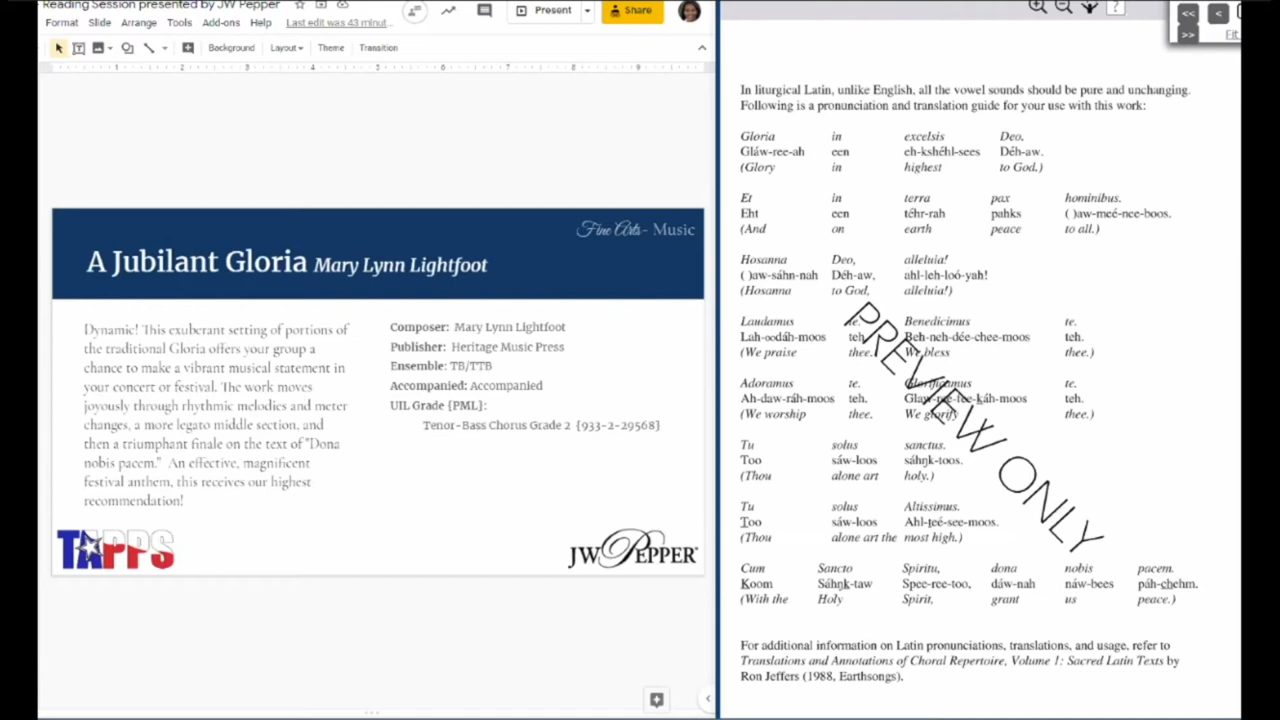 Reading Session presented by JW Pepper
Format Slide Arrange Tools Add-ons Help Last edit was 43 minut...
Present
Share
Background Layout Theme Transition
1 2 3 4 5 6 7 8 9
Fine Arts- Music
A Jubilant Gloria Mary Lynn Lightfoot
Dynamic! This exuberant setting of portions of
the traditional Gloria offers your group a
chance to make a vibrant musical statement in
your concert or festival. The work moves
joyously through rhythmic melodies and meter
changes, a more legato middle section, and
then a triumphant finale on the text of "Dona
nobis pacem." An effective, magnificent
festival anthem, this receives our highest
recommendation!
Composer: Mary Lynn Lightfoot
Publisher: Heritage Music Press
Ensemble: TB/TTB
Accompanied: Accompanied
UIL Grade [PML]:
Tenor-Bass Chorus Grade 2 {933-2-29568}
TAPPS
JW PEPPER
?
<< <
>> Fit
In liturgical Latin, unlike English, all the vowel sounds should be pure and unchanging.
Following is a pronunciation and translation guide for your use with this work:
Gloria in excelsis Deo.
Gláw-ree-ah een eh-kshéhl-sees Déh-aw.
(Glory in highest to God.)
Et in terra pax hominibus.
Eht een téhr-rah pahks ( )aw-meé-nee-boos.
(And on earth peace to all.)
Hosanna Deo, alleluia!
( )aw-sáhn-nah Déh-aw, ahl-leh-loó-yah!
(Hosanna to God, alleluia!)
Laudamus te. Benedicimus te.
Lah-oodáh-moos teh. Beh-neh-dée-chee-moos teh.
(We praise thee. We bless thee.)
Adoramus te. Glorificamus te.
Ah-daw-ráh-moos teh. Glaw-ree-fee-káh-moos teh.
(We worship thee. We glorify thee.)
Tu solus sanctus.
Too sáw-loos sáhnk-toos.
(Thou alone art holy.)
Tu solus Altissimus.
Too sáw-loos Ahl-teé-see-moos.
(Thou alone art the most high.)
Cum Sancto Spiritu, dona nobis pacem.
Koom Sáhnk-taw Spee-ree-too, dáw-nah náw-bees páh-chehm.
(With the Holy Spirit, grant us peace.)
PREVIEW ONLY
For additional information on Latin pronunciations, translations, and usage, refer to
Translations and Annotations of Choral Repertoire, Volume 1: Sacred Latin Texts by
Ron Jeffers (1988, Earthsongs).